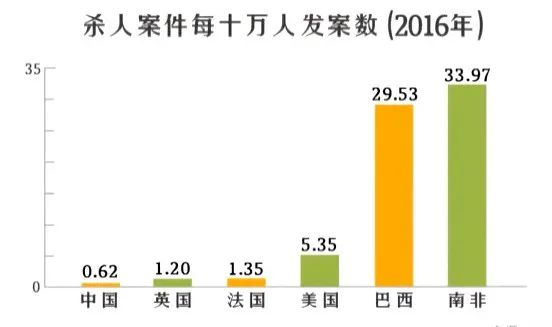 杀人案件每十万人发案数(2016年)
35
33.97
29.53
5.35
0.62 1.20 1.35
0
中国 英国 法国 美国 巴西 南非